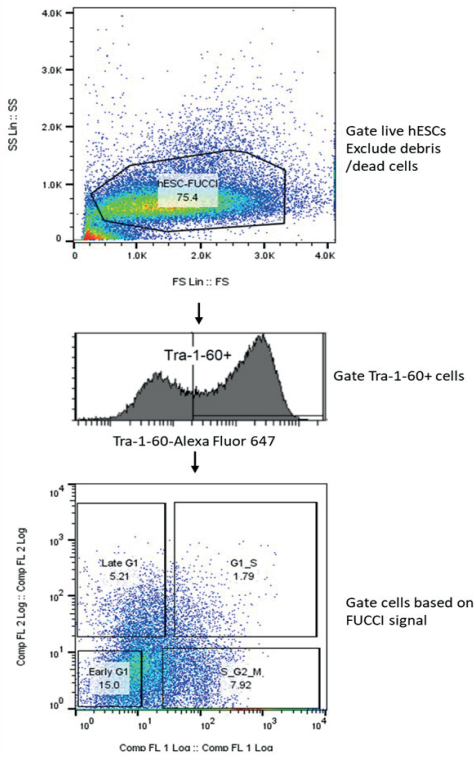 4.0K
3.0K
2.0K
1.0K
0
SS Lin :: SS
hESC-FUCCI
75.4
0 1.0K 2.0K 3.0K 4.0K
FS Lin :: FS
Gate live hESCs
Exclude debris
/dead cells
Tra-1-60+
Gate Tra-1-60+ cells
Tra-1-60-Alexa Fluor 647
10^4
10^3
10^2
10^1
10^0
Comp FL 2 Log :: Comp FL 2 Log
Late G1
5.21
G1_S
1.79
Early G1
15.0
S_G2_M
7.92
10^0 10^1 10^2 10^3 10^4
Comp FL 1 Log :: Comp FL 1 Log
Gate cells based on
FUCCI signal